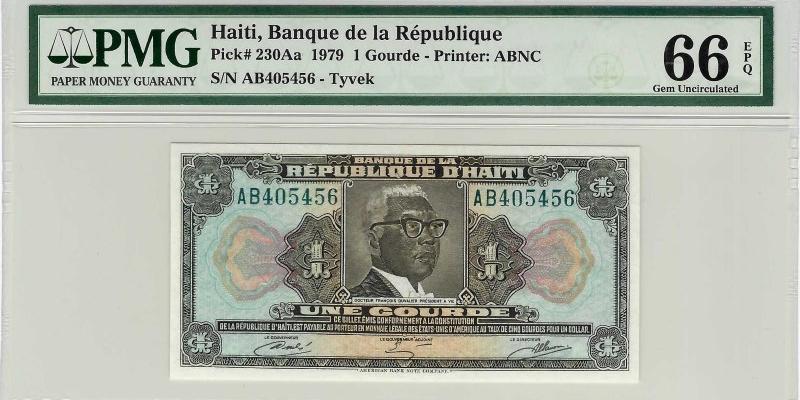 PMG
PAPER MONEY GUARANTY
Haiti, Banque de la République
Pick# 230Aa 1979 1 Gourde - Printer: ABNC
S/N AB405456 - Tyvek
66
EPQ
Gem Uncirculated
BANQUE DE LA
RÉPUBLIQUE D'HAITI
AB405456 AB405456
DOCTEUR FRANÇOIS DUVALIER PRÉSIDENT A VIE
UNE GOURDE
CE BILLET, EMIS CONFORMEMENT A LA CONSTITUTION
DE LA REPUBLIQUE D'HAITI, EST PAYABLE AU PORTEUR EN MONNAIE LEGALE DES ETATS-UNIS D'AMERIQUE AU TAUX DE CINQ GOURDES POUR UN DOLLAR.
LE GOUVERNEUR LE GOUVERNEUR ADJOINT LE DIRECTEUR
AMERICAN BANK NOTE COMPANY.